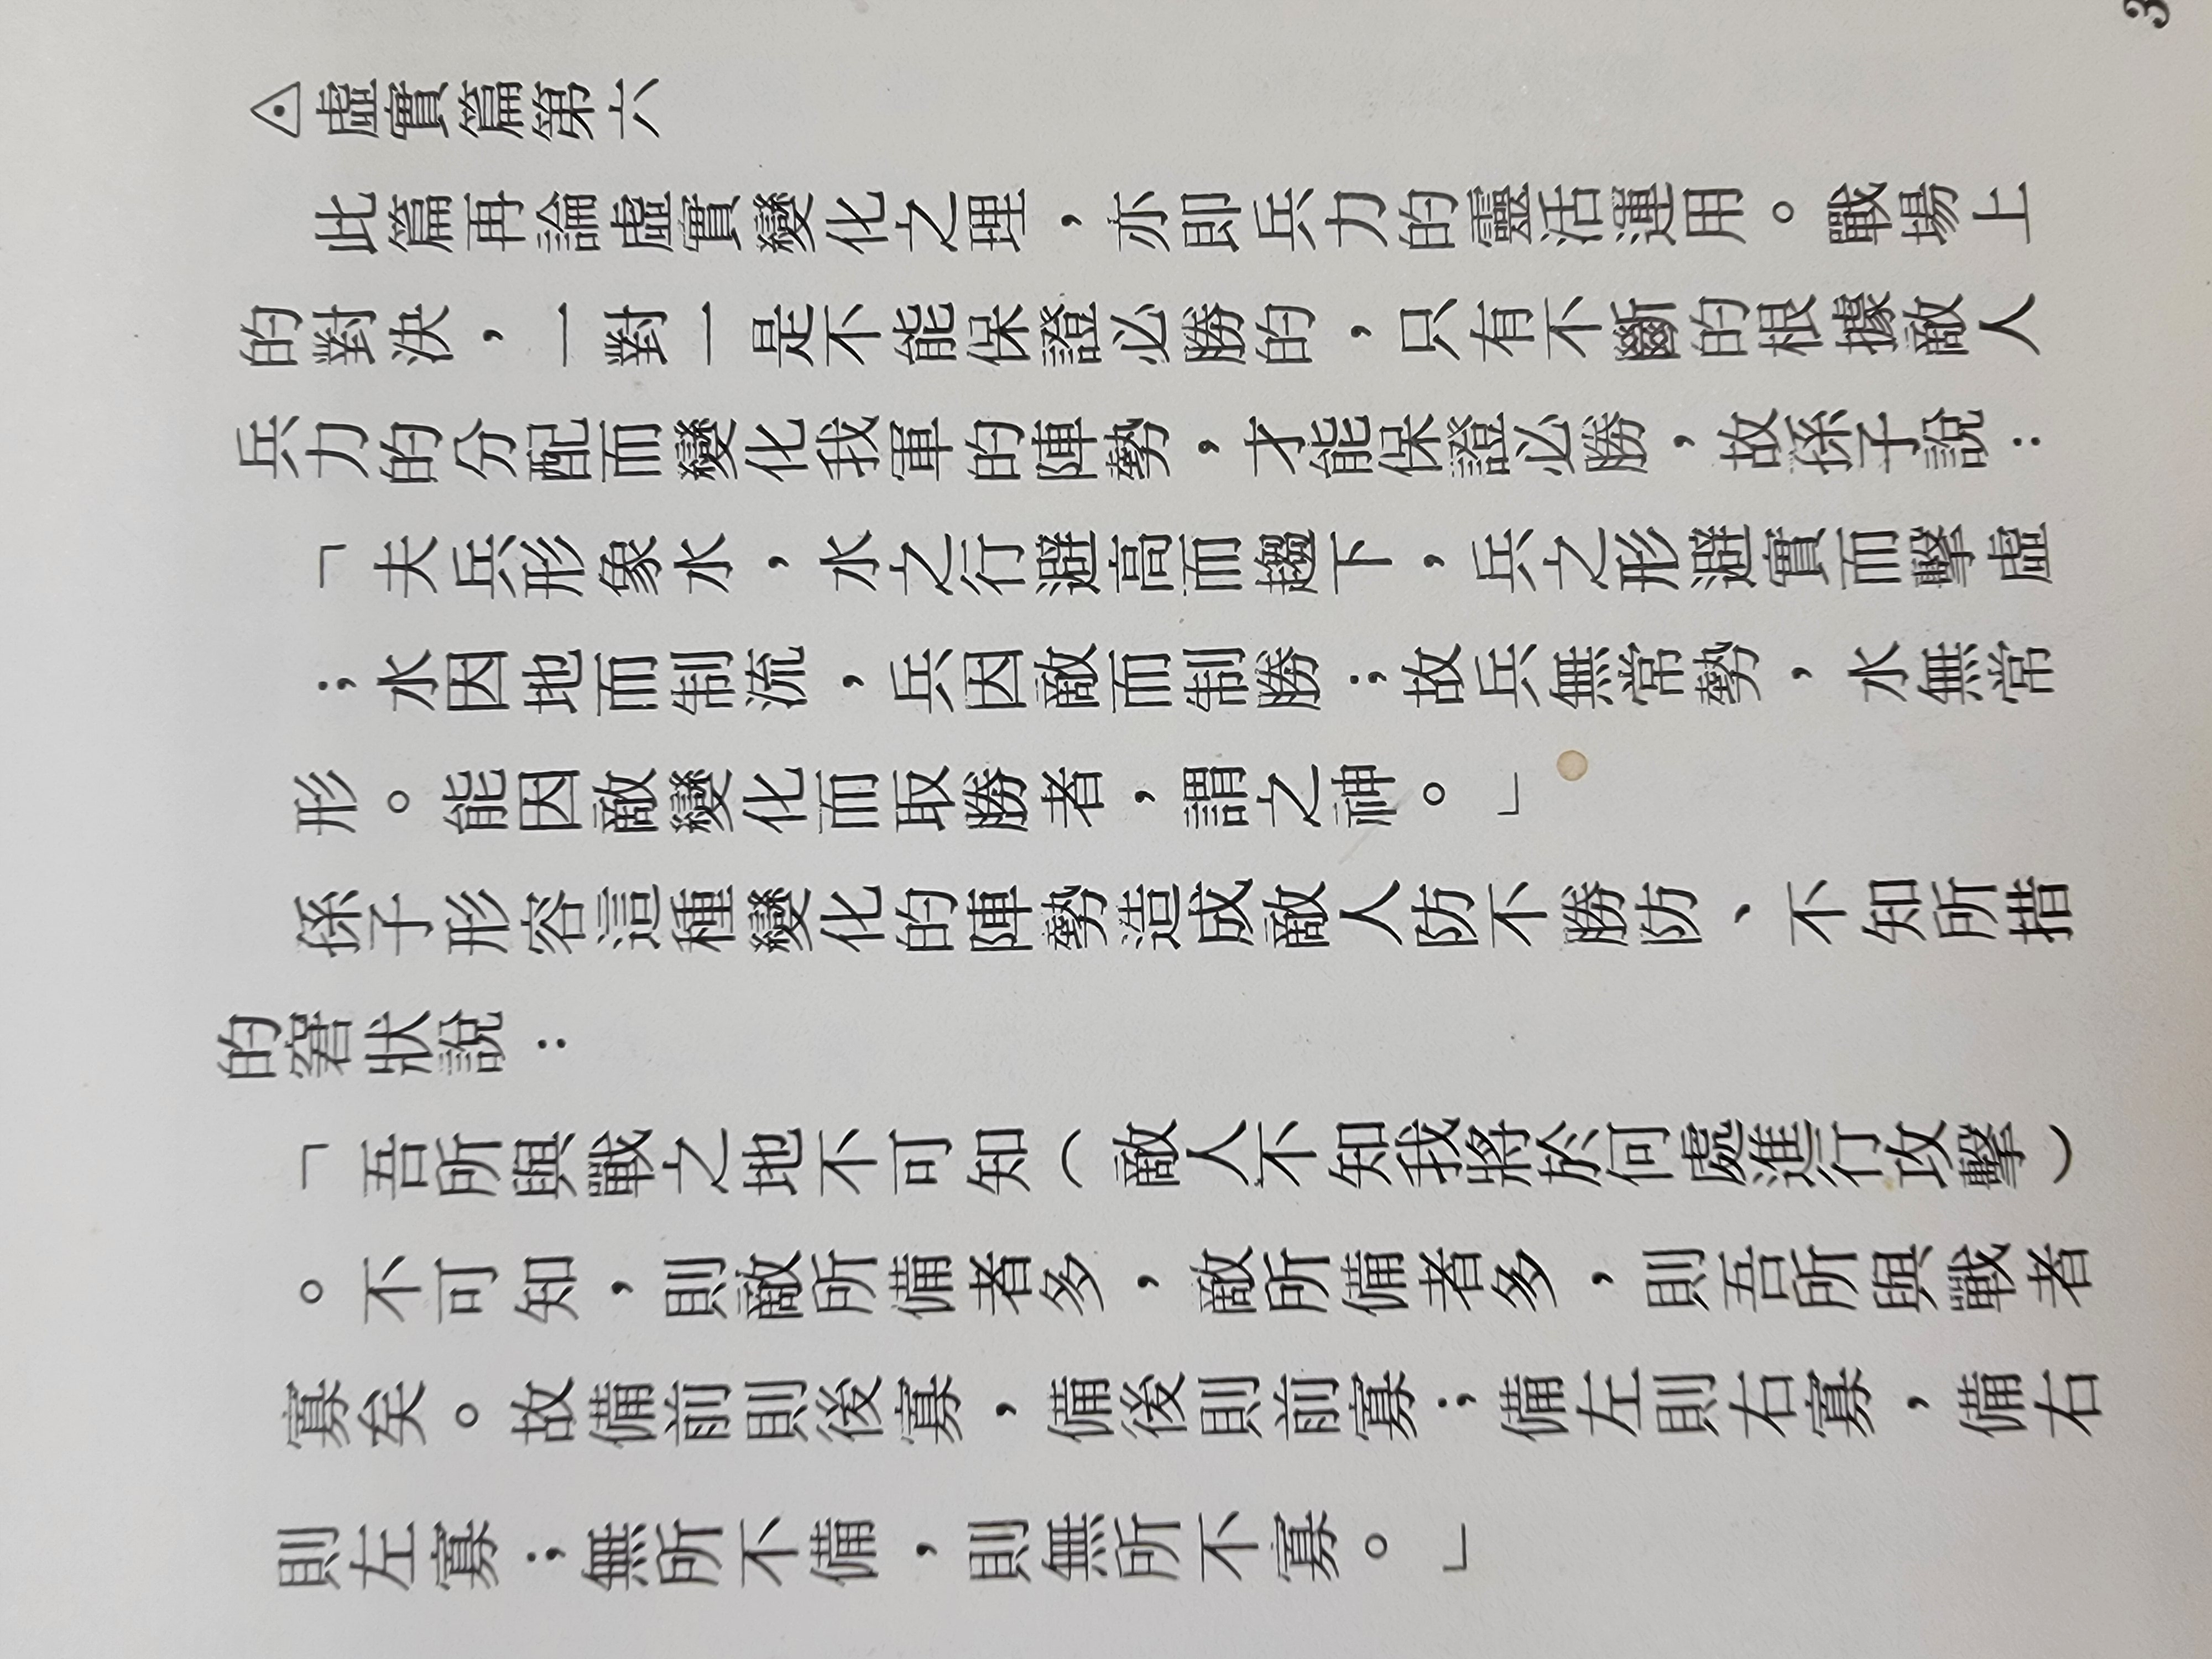 ◬虛實篇第六
此篇再論虛實變化之理，亦即兵力的靈活運用。戰場上
的對決，一對一是不能保證必勝的，只有不斷的根據敵人
兵力的分配而變化我軍的陣勢，才能保證必勝，故孫子說：
「夫兵形象水，水之行避高而趨下，兵之形避實而擊虛
；水因地而制流，兵因敵而制勝；故兵無常勢，水無常
形。能因敵變化而取勝者，謂之神。」
孫子形容這種變化的陣勢造成敵人防不勝防、不知所措
的窘狀說：
「吾所與戰之地不可知（敵人不知我將於何處進行攻擊）
。不可知，則敵所備者多，敵所備者多，則吾所與戰者
寡矣。故備前則後寡，備後則前寡；備左則右寡，備右
則左寡；無所不備，則無所不寡。」
3